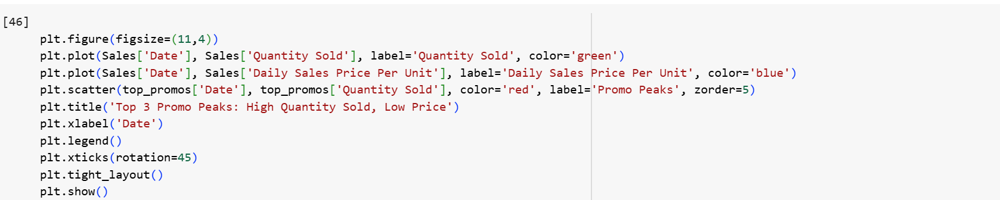 [46]
plt.figure(figsize=(11,4))
plt.plot(Sales['Date'], Sales['Quantity Sold'], label='Quantity Sold', color='green')
plt.plot(Sales['Date'], Sales['Daily Sales Price Per Unit'], label='Daily Sales Price Per Unit', color='blue')
plt.scatter(top_promos['Date'], top_promos['Quantity Sold'], color='red', label='Promo Peaks', zorder=5)
plt.title('Top 3 Promo Peaks: High Quantity Sold, Low Price')
plt.xlabel('Date')
plt.legend()
plt.xticks(rotation=45)
plt.tight_layout()
plt.show()